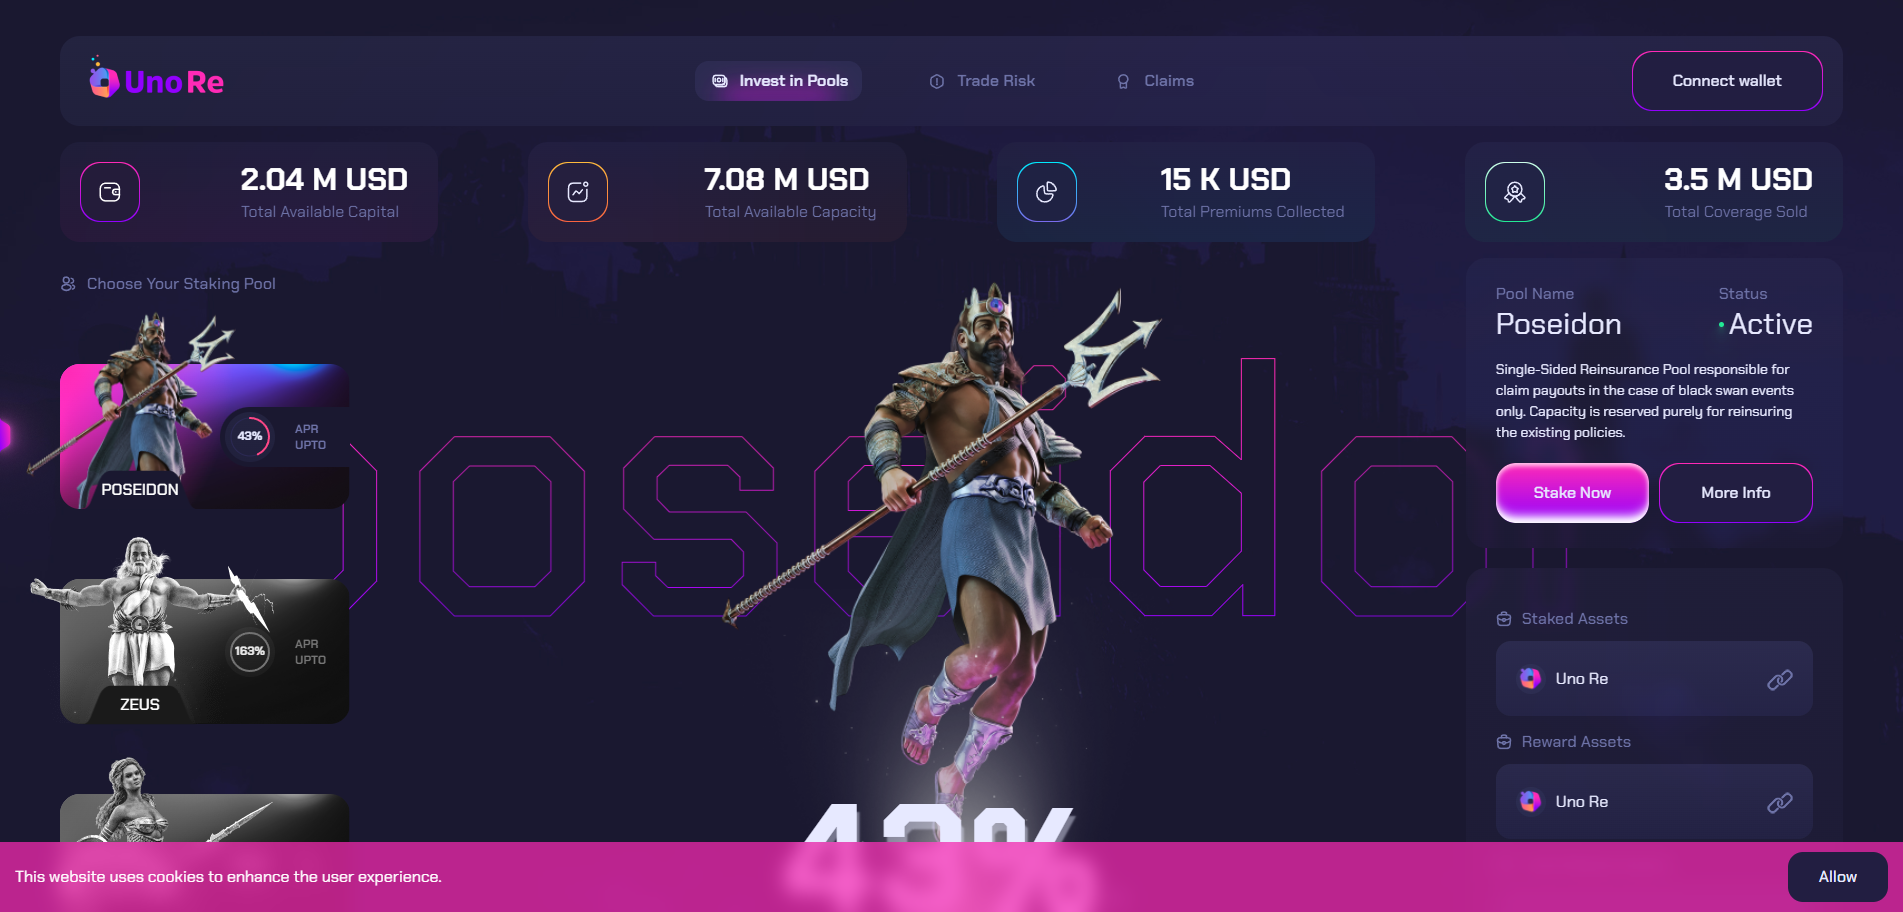 Uno Re
Invest in Pools
Trade Risk
Claims
Connect wallet
2.04 M USD
Total Available Capital
7.08 M USD
Total Available Capacity
15 K USD
Total Premiums Collected
3.5 M USD
Total Coverage Sold
Choose Your Staking Pool
43%
APR
UPTO
POSEIDON
163%
APR
UPTO
ZEUS
poseidon
43%
Pool Name
Poseidon
Status
Active
Single-Sided Reinsurance Pool responsible for
claim payouts in the case of black swan events
only. Capacity is reserved purely for reinsuring
the existing policies.
Stake Now
More Info
Staked Assets
Uno Re
Reward Assets
Uno Re
This website uses cookies to enhance the user experience.
Allow